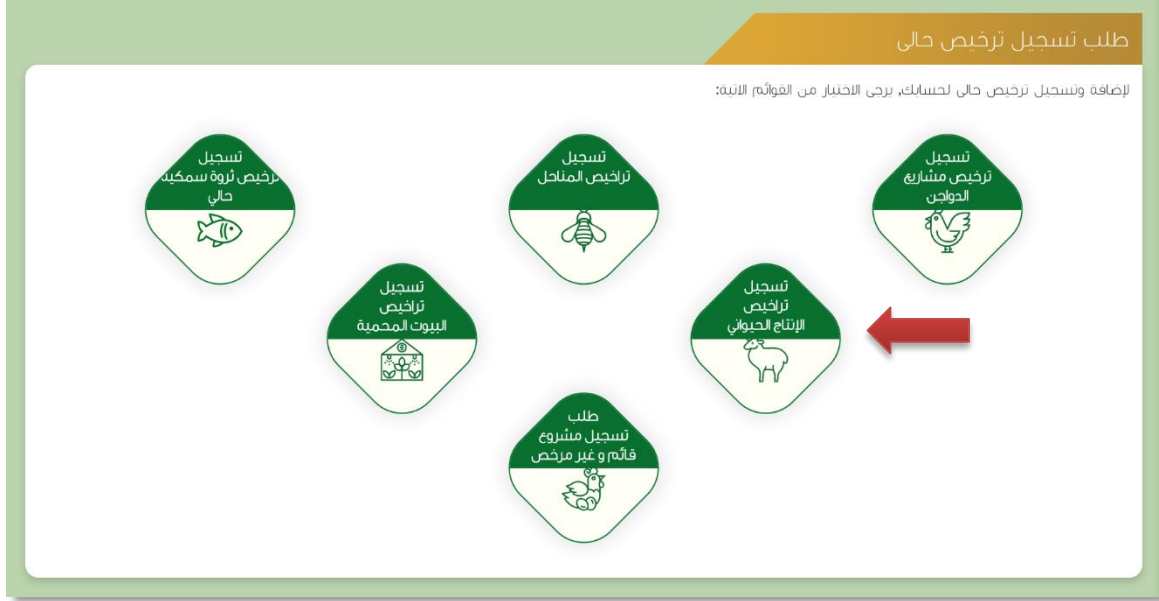 طلب تسجيل ترخيص حالى
لإضافة وتسجيل ترخيص حالى لحسابك, يرجى الاختيار من القوائم الاتية:
تسجيل
ترخيص مشاريع
الدواجن
تسجيل
تراخيص المناحل
تسجيل
ترخيص ثروة سمكية
حالي
تسجيل
تراخيص
الإنتاج الحيواني
تسجيل
تراخيص
البيوت المحمية
طلب
تسجيل مشروع
قائم و غير مرخص